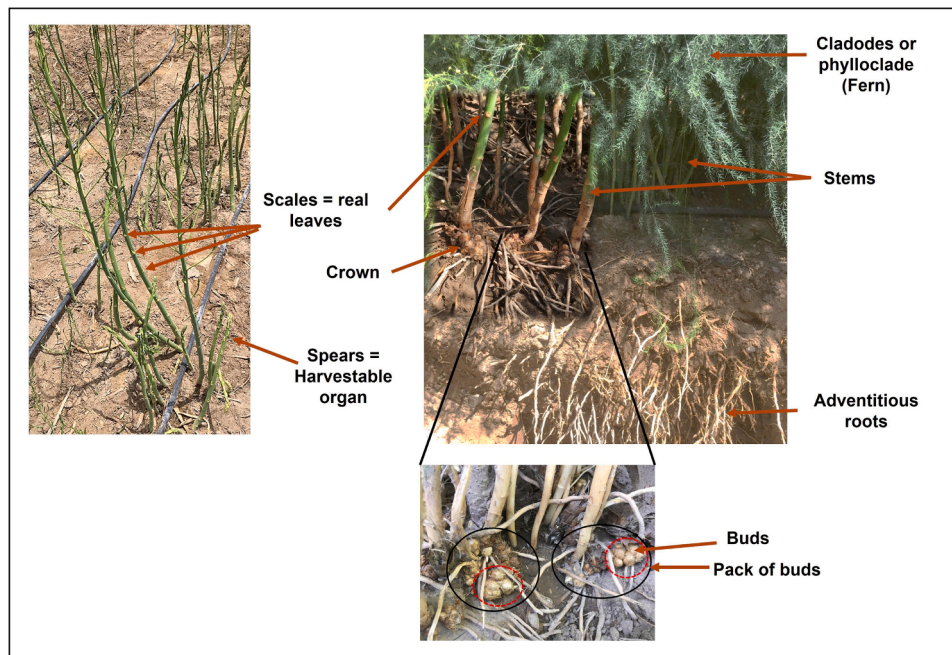 Cladodes or
phylloclade
(Fern)
Scales = real
leaves
Stems
Crown
Spears =
Harvestable
organ
Adventitious
roots
Buds
Pack of buds